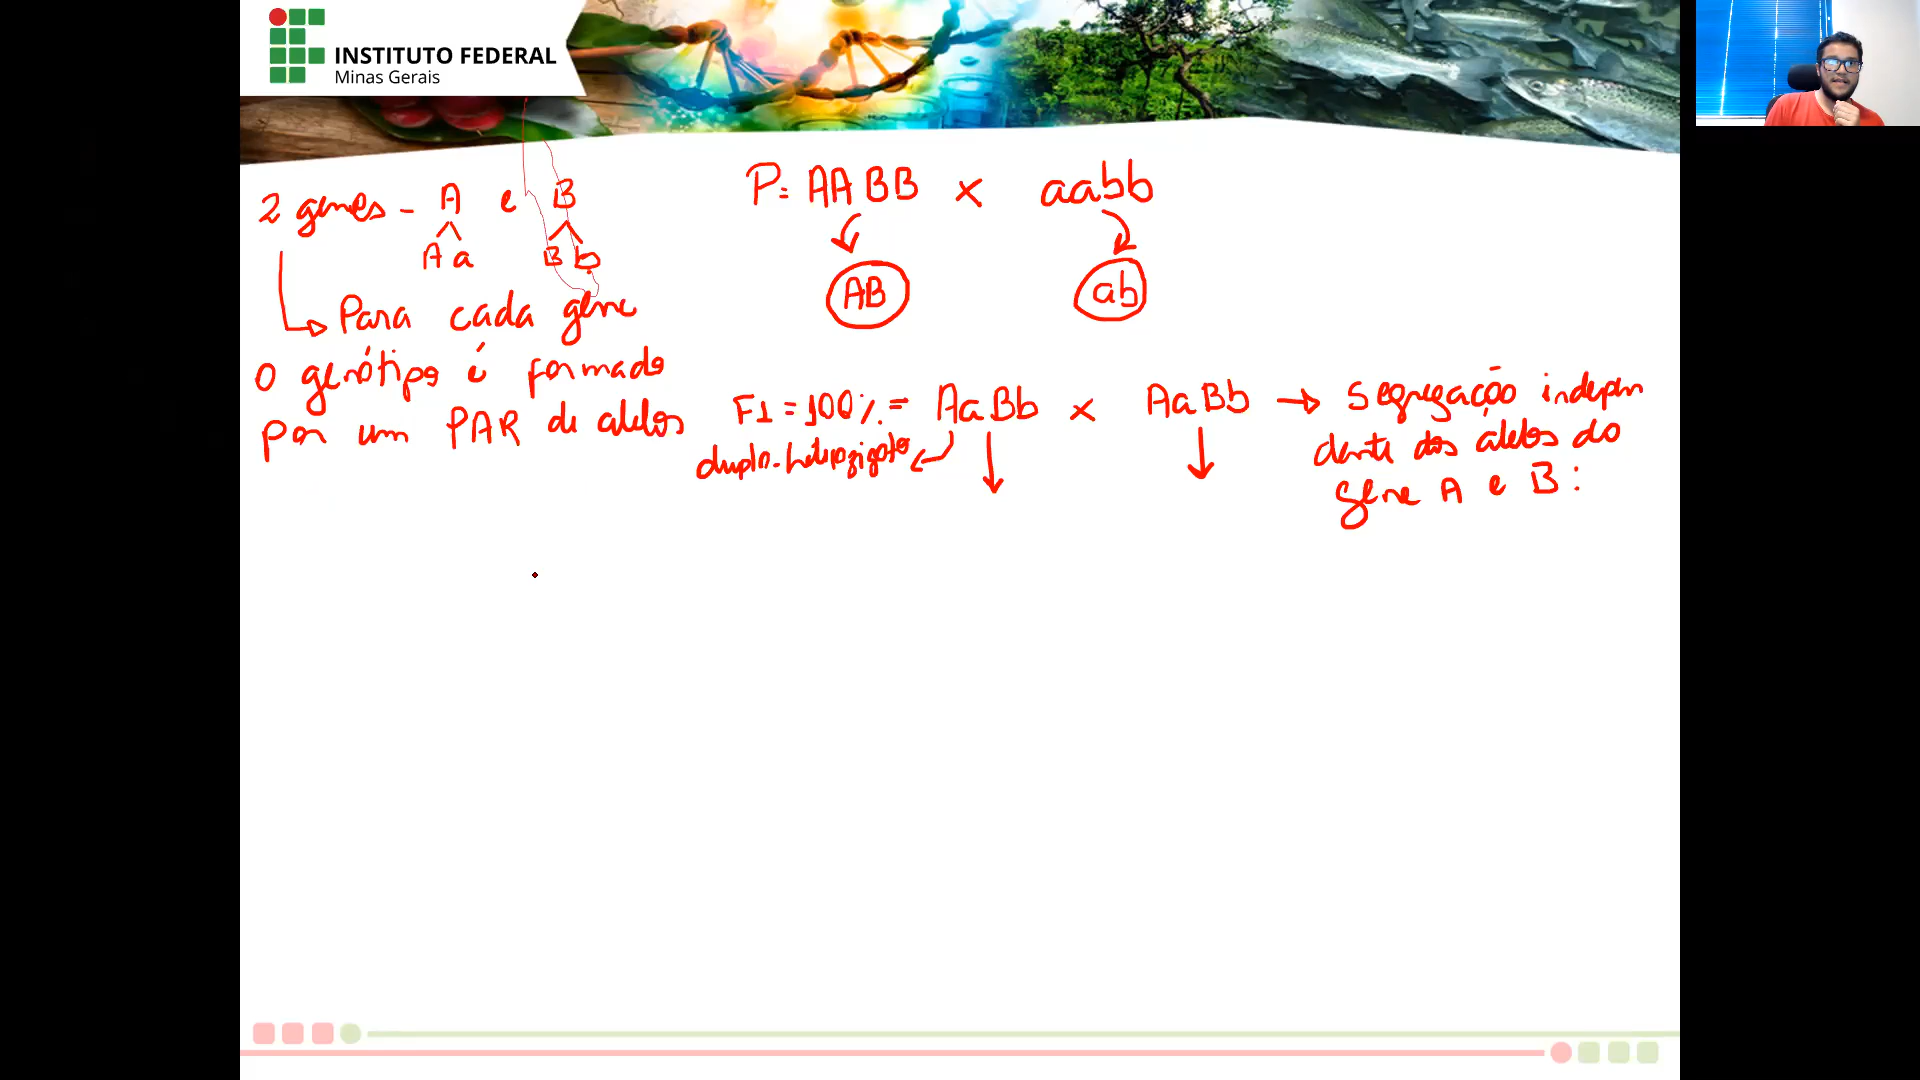 INSTITUTO FEDERAL
Minas Gerais
2 genes - A e B
A a B b
Para cada gene
O genótipo é formado
por um PAR de alelos
P= AABB x aabb
AB ab
F1 = 100% = AaBb x AaBb → Segregação indepen
duplo-heterozigoto
dente dos alelos do
gene A e B: